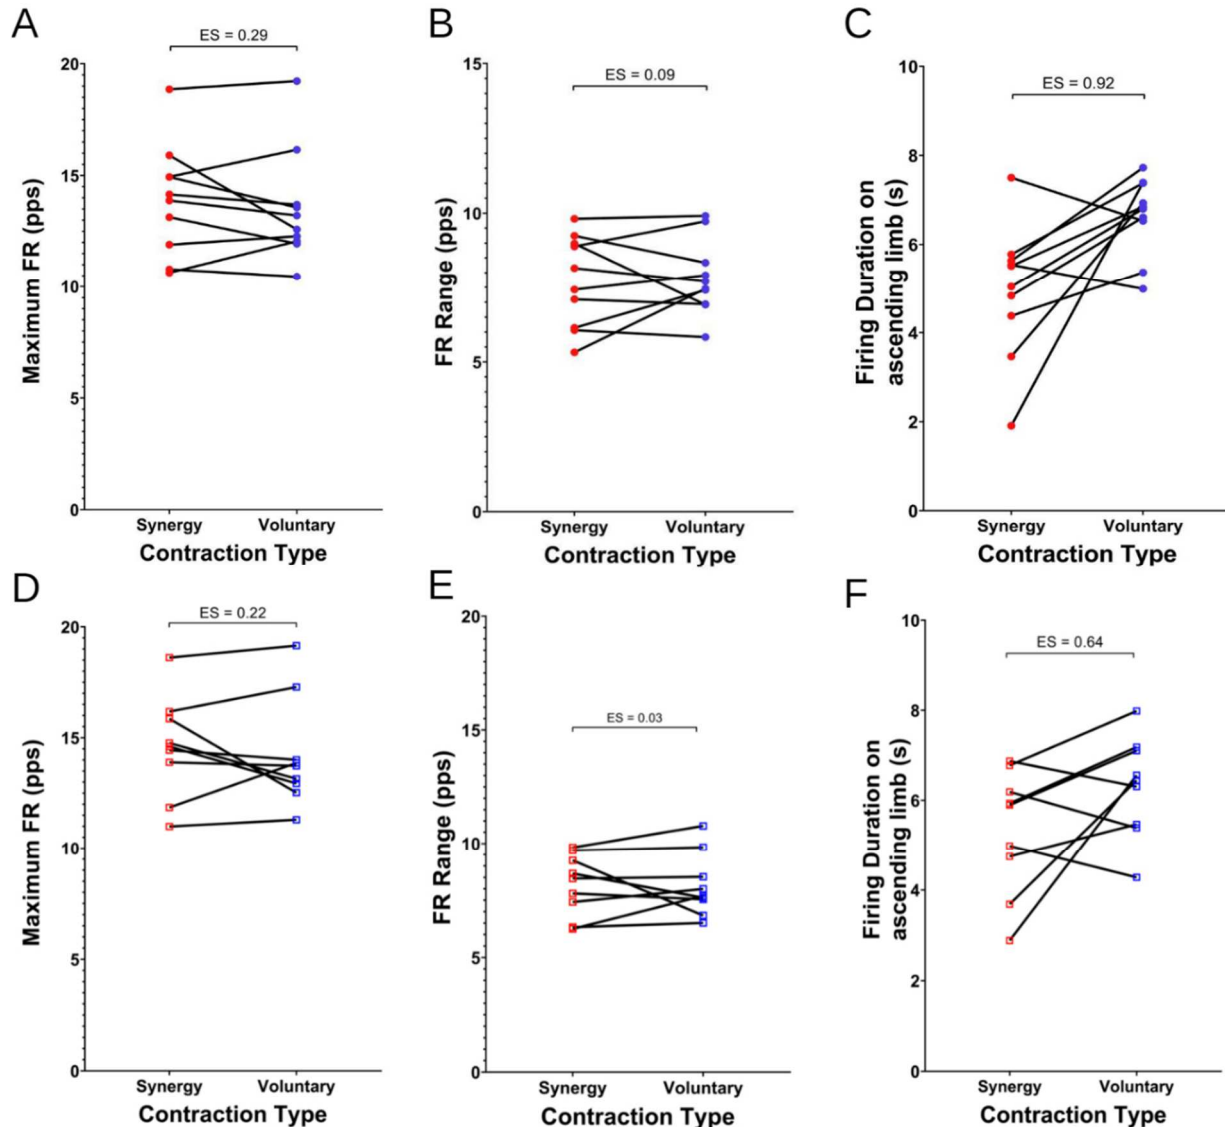 A
ES = 0.29
Maximum FR (pps)
20
15
10
5
0
Synergy
Voluntary
Contraction Type
B
ES = 0.09
FR Range (pps)
15
10
5
0
Synergy
Voluntary
Contraction Type
C
ES = 0.92
Firing Duration on
ascending limb (s)
10
8
6
4
2
0
Synergy
Voluntary
Contraction Type
D
ES = 0.22
Maximum FR (pps)
20
15
10
5
0
Synergy
Voluntary
Contraction Type
E
ES = 0.03
FR Range (pps)
20
15
10
5
0
Synergy
Voluntary
Contraction Type
F
ES = 0.64
Firing Duration on
ascending limb (s)
10
8
6
4
2
0
Synergy
Voluntary
Contraction Type